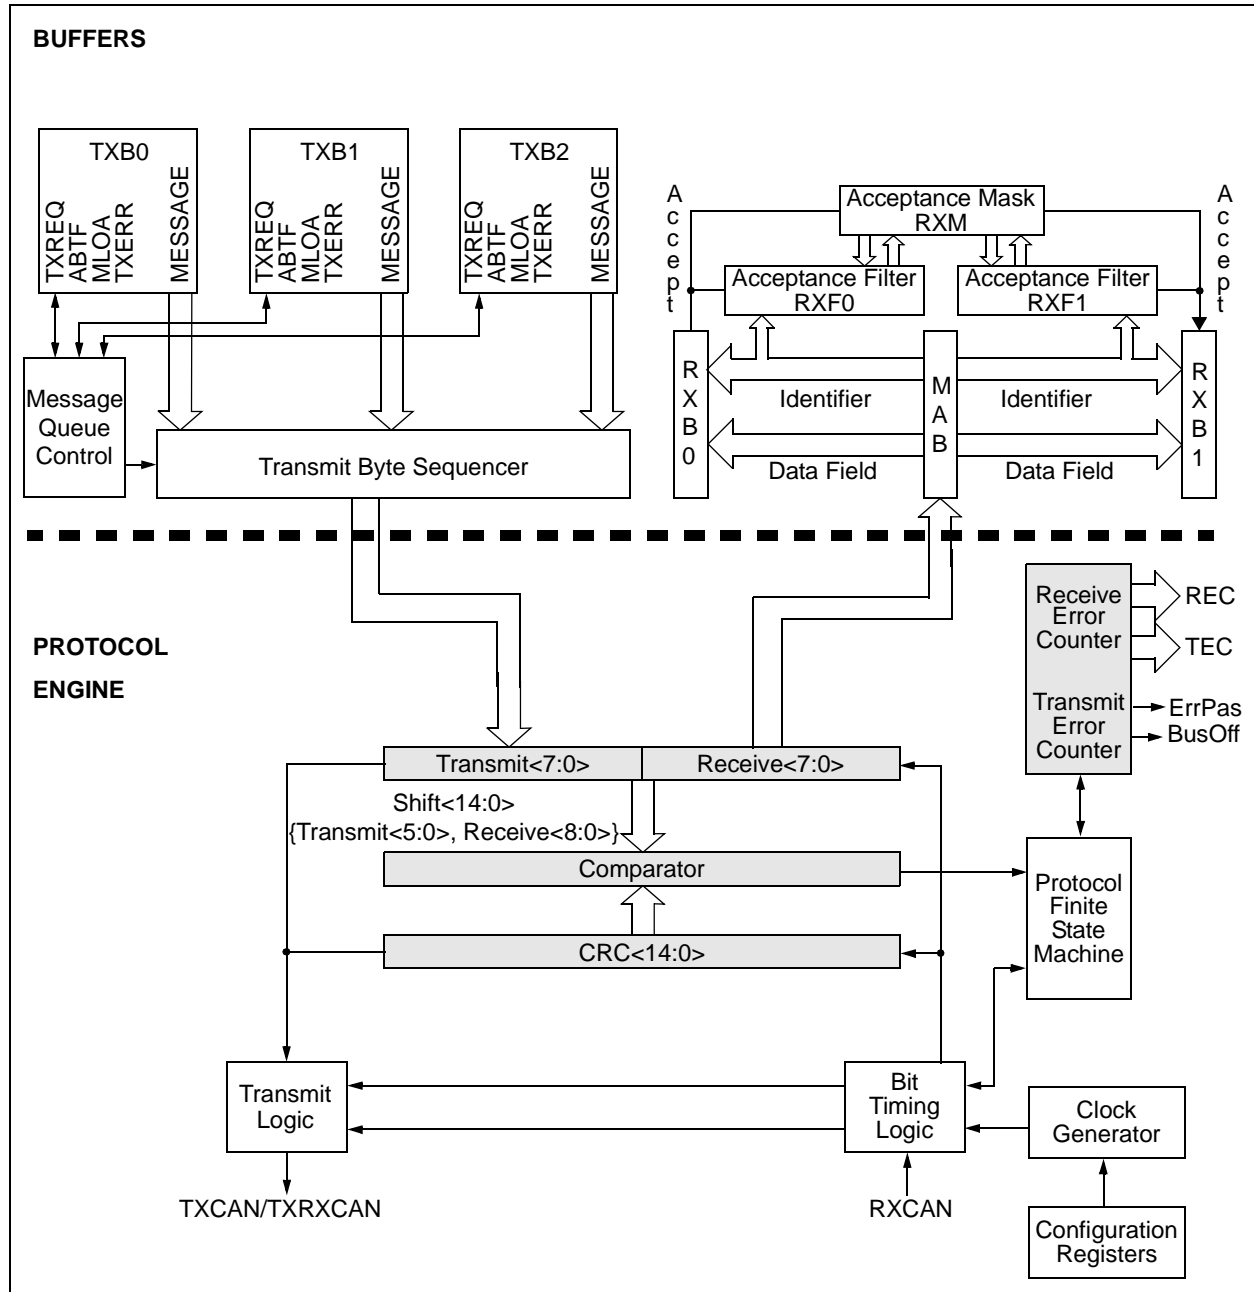 BUFFERS
TXB0
TXREQ
ABTF
MLOA
TXERR
MESSAGE
TXB1
TXREQ
ABTF
MLOA
TXERR
MESSAGE
TXB2
TXREQ
ABTF
MLOA
TXERR
MESSAGE
Message
Queue
Control
Transmit Byte Sequencer
Accept
Acceptance Mask
RXM
Accept
Acceptance Filter
RXF0
Acceptance Filter
RXF1
RXB0
MAB
RXB1
Identifier
Identifier
Data Field
Data Field
PROTOCOL
ENGINE
Receive
Error
Counter
REC
TEC
Transmit
Error
Counter
ErrPas
BusOff
Transmit<7:0>
Receive<7:0>
Shift<14:0>
{Transmit<5:0>, Receive<8:0>}
Comparator
CRC<14:0>
Protocol
Finite
State
Machine
Transmit
Logic
Bit
Timing
Logic
Clock
Generator
TXCAN/TXRXCAN
RXCAN
Configuration
Registers